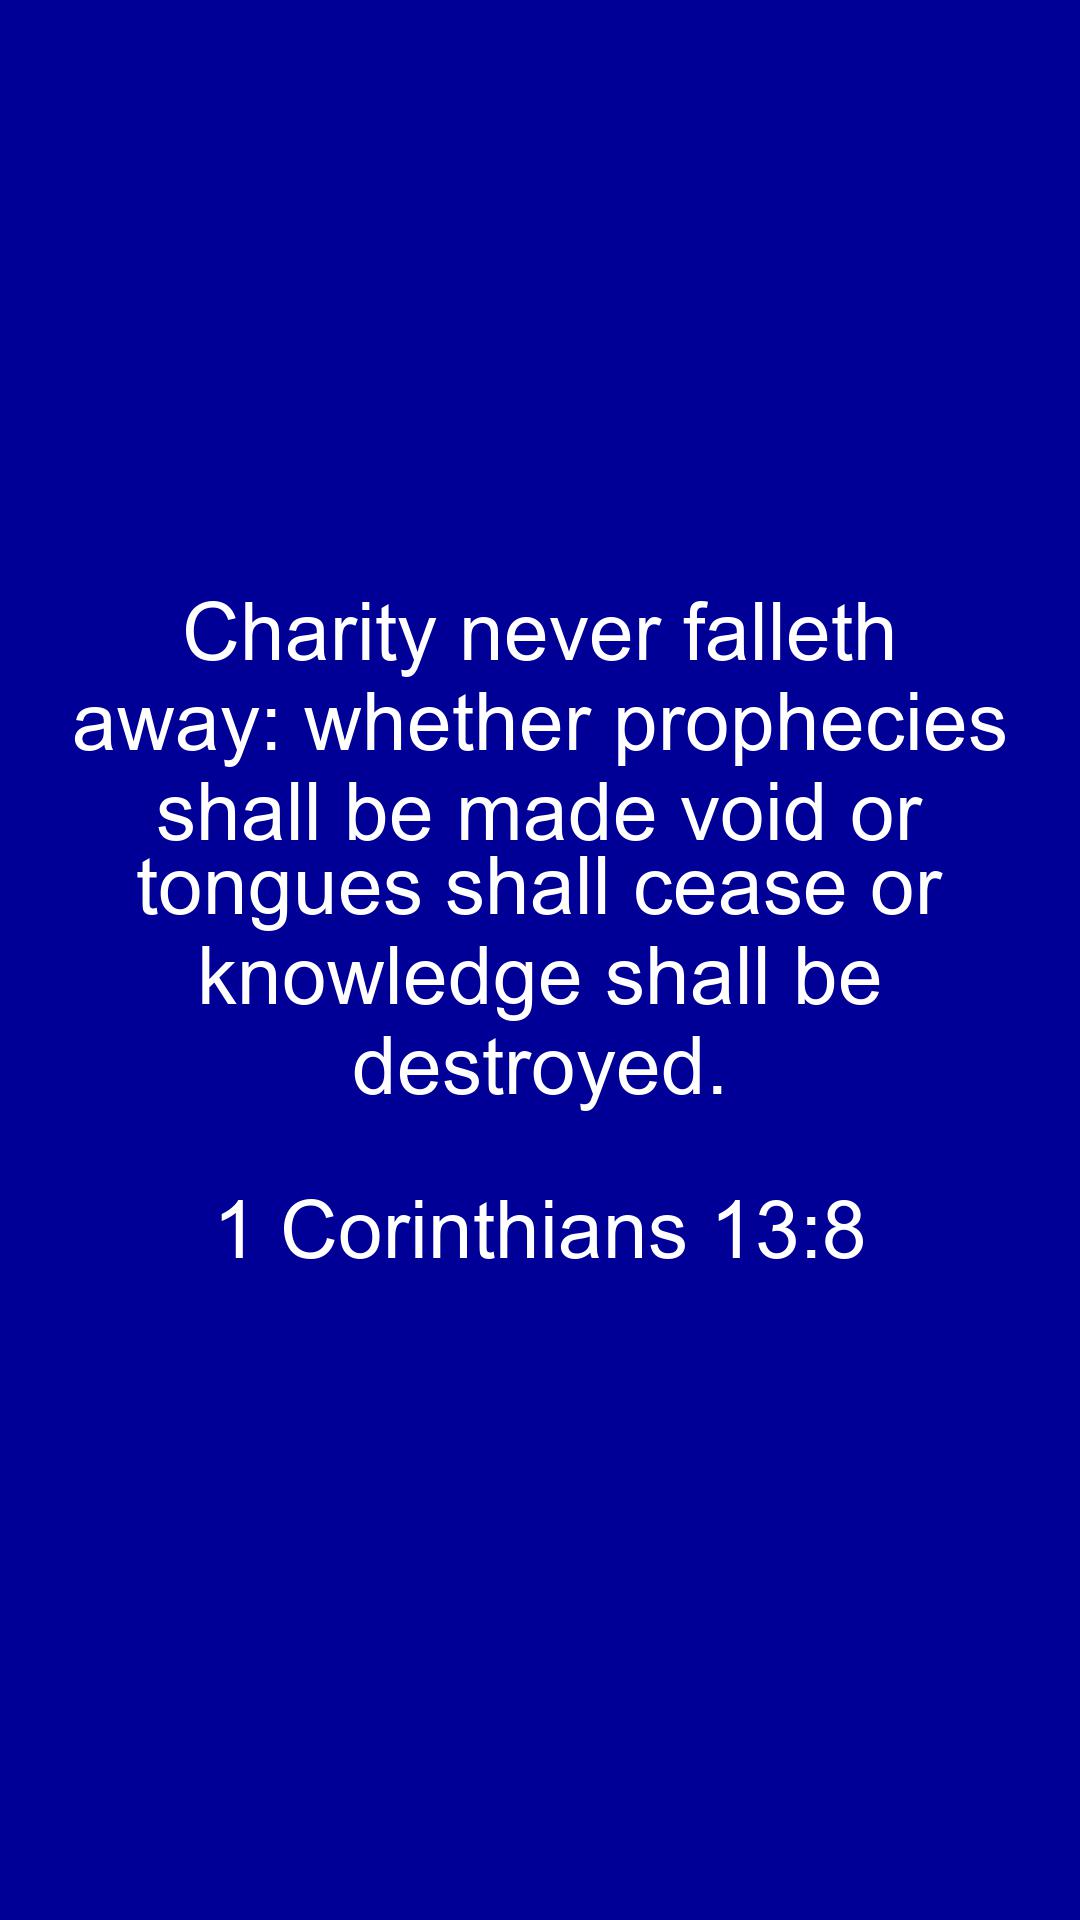 Charity never falleth
away: whether prophecies
shall be made void or
tongues shall cease or
knowledge shall be
destroyed.
1 Corinthians 13:8